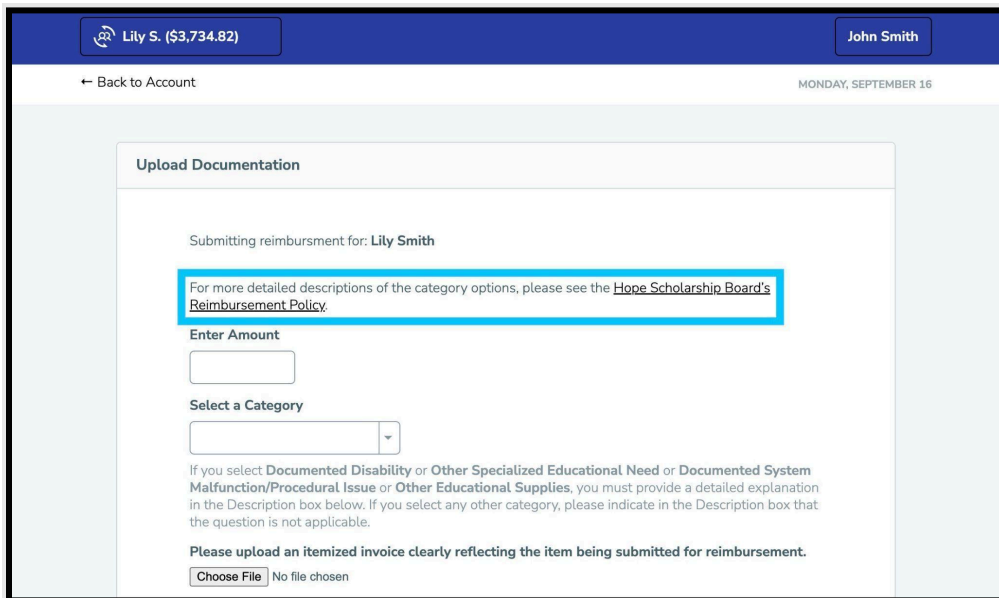 Lily S. ($3,734.82)
John Smith
← Back to Account
MONDAY, SEPTEMBER 16
Upload Documentation
Submitting reimbursment for: Lily Smith
For more detailed descriptions of the category options, please see the Hope Scholarship Board's
Reimbursement Policy.
Enter Amount
Select a Category
If you select Documented Disability or Other Specialized Educational Need or Documented System
Malfunction/Procedural Issue or Other Educational Supplies, you must provide a detailed explanation
in the Description box below. If you select any other category, please indicate in the Description box that
the question is not applicable.
Please upload an itemized invoice clearly reflecting the item being submitted for reimbursement.
Choose File No file chosen